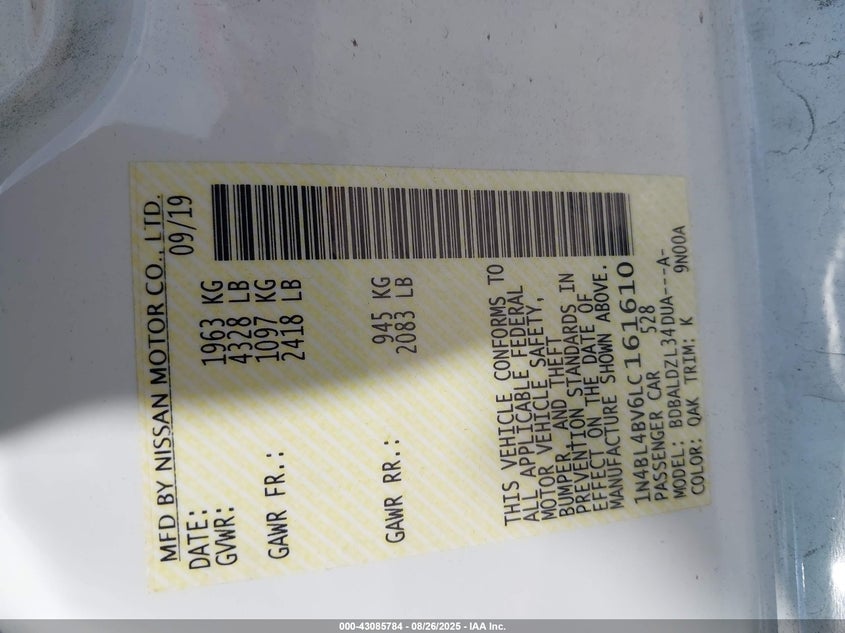 MFD BY NISSAN MOTOR CO., LTD.
DATE: 09/19
GVWR: 1963 KG
4328 LB
GAWR FR.: 1097 KG
2418 LB
GAWR RR.: 945 KG
2083 LB
THIS VEHICLE CONFORMS TO
ALL APPLICABLE FEDERAL
MOTOR VEHICLE SAFETY,
BUMPER, AND THEFT
PREVENTION STANDARDS IN
EFFECT ON THE DATE OF
MANUFACTURE SHOWN ABOVE.
1N4BL4BV6LC161610
PASSENGER CAR 528
MODEL: BDBALDZL34DUA---A-
COLOR: QAK TRIM: K 9N00A
000-43085784 - 08/26/2025 - IAA Inc.